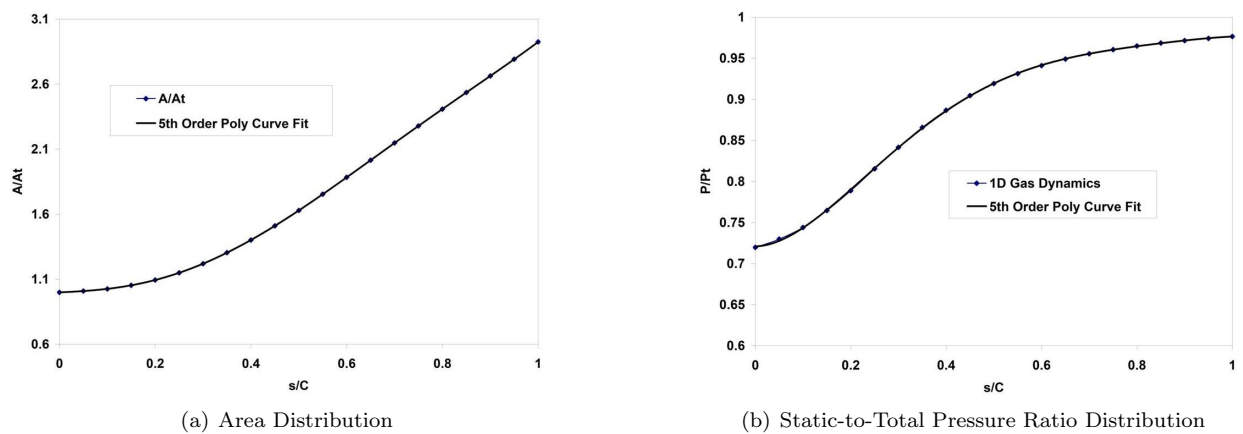 3.1
2.6
2.1
1.6
1.1
0.6
A/At
A/At
5th Order Poly Curve Fit
0 0.2 0.4 0.6 0.8 1
s/C
(a) Area Distribution
1
0.95
0.9
0.85
0.8
0.75
0.7
0.65
0.6
P/Pt
1D Gas Dynamics
5th Order Poly Curve Fit
0 0.2 0.4 0.6 0.8 1
s/C
(b) Static-to-Total Pressure Ratio Distribution